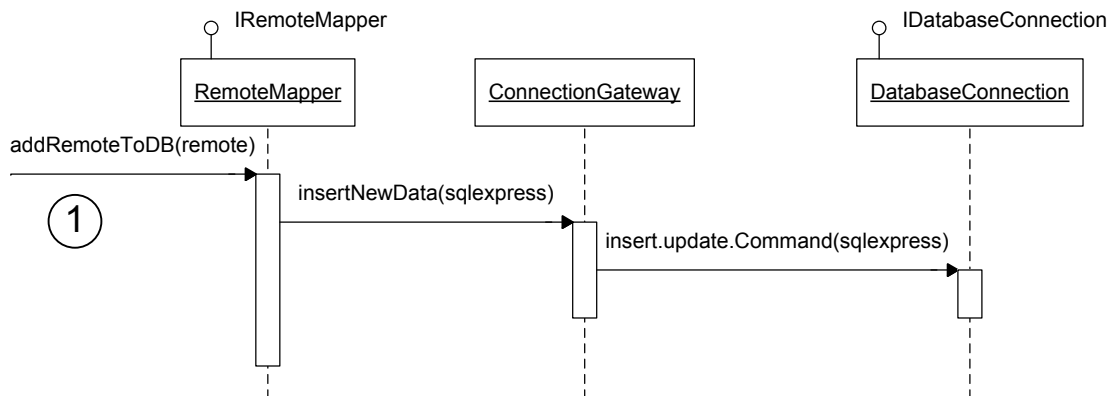 IRemoteMapper
IDatabaseConnection
RemoteMapper
ConnectionGateway
DatabaseConnection
addRemoteToDB(remote)
1
insertNewData(sqlexpress)
insert.update.Command(sqlexpress)